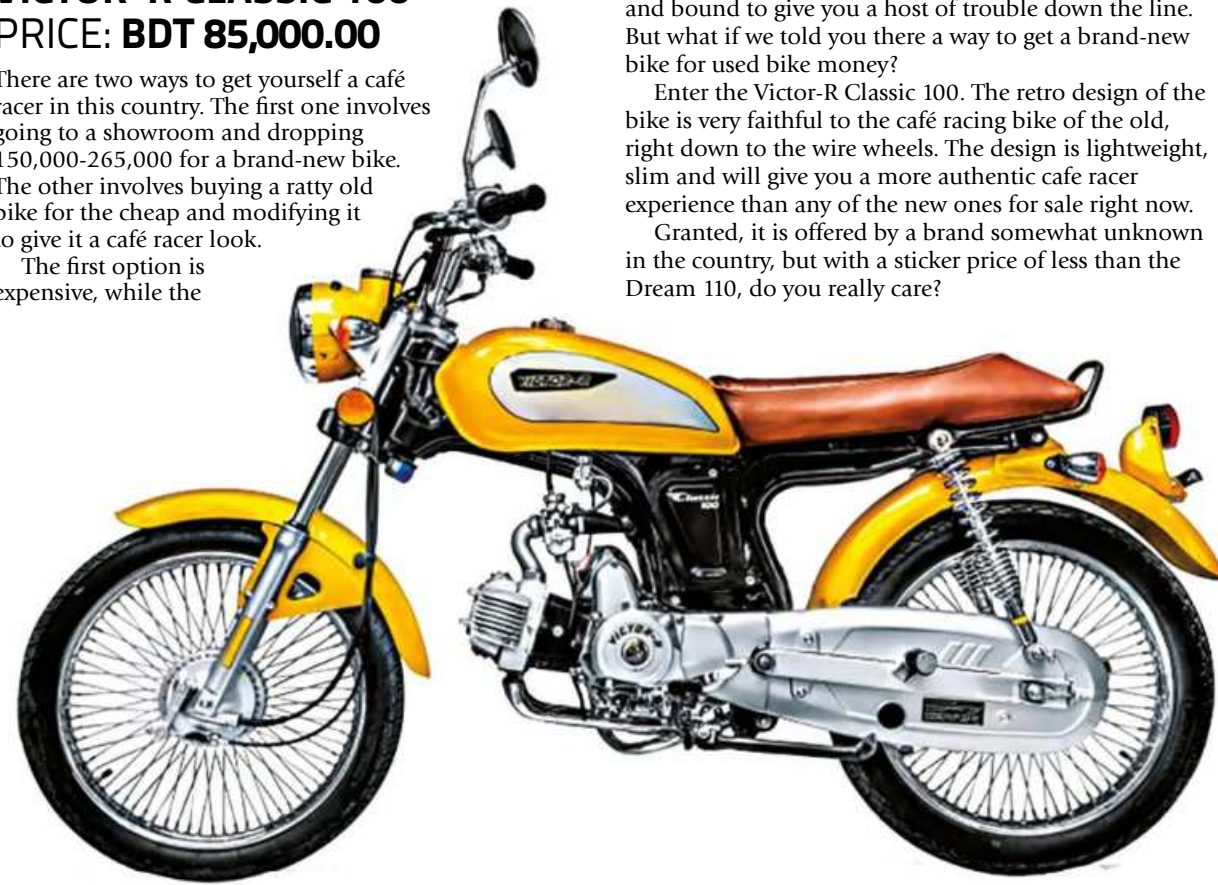 VICTOR-R CLASSIC 100
PRICE: BDT 85,000.00
There are two ways to get yourself a café
racer in this country. The first one involves
going to a showroom and dropping
150,000-265,000 for a brand-new bike.
The other involves buying a ratty old
bike for the cheap and modifying it
to give it a café racer look.
The first option is
expensive, while the
and bound to give you a host of trouble down the line.
But what if we told you there a way to get a brand-new
bike for used bike money?
Enter the Victor-R Classic 100. The retro design of the
bike is very faithful to the café racing bike of the old,
right down to the wire wheels. The design is lightweight,
slim and will give you a more authentic cafe racer
experience than any of the new ones for sale right now.
Granted, it is offered by a brand somewhat unknown
in the country, but with a sticker price of less than the
Dream 110, do you really care?
VICTOR-R
Classic
100
VICTOR-R